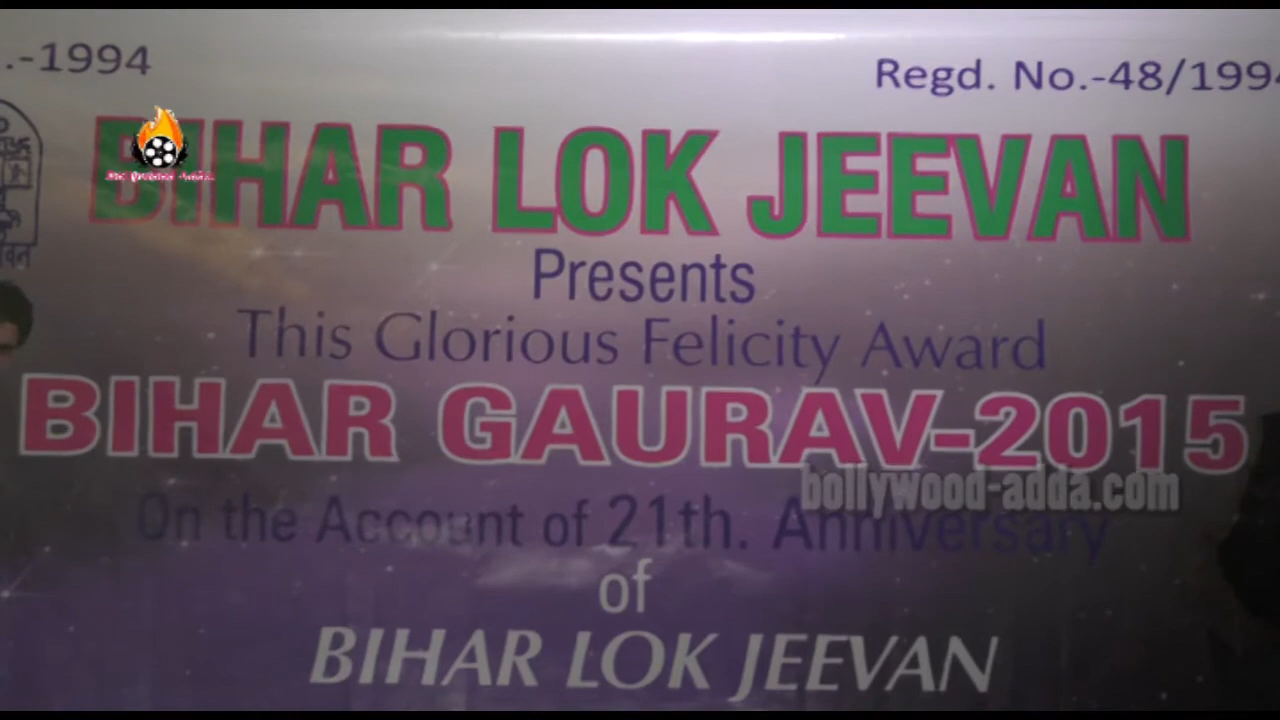 .-1994
Regd. No.-48/1994
BIHAR LOK JEEVAN
Presents
This Glorious Felicity Award
BIHAR GAURAV-2015
bollywood-adda.com
On the Account of 21th. Anniversary
of
BIHAR LOK JEEVAN